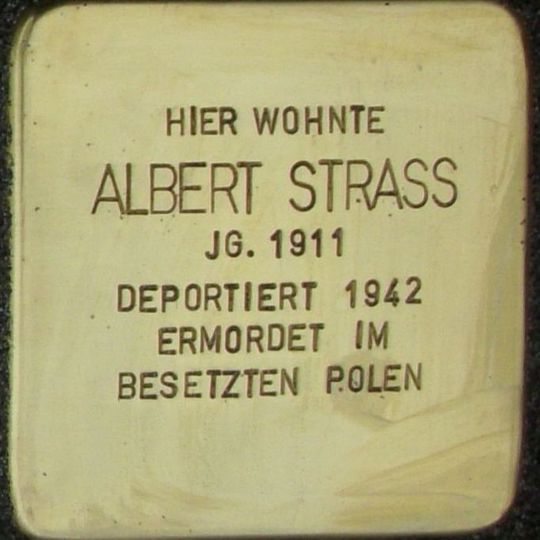 HIER WOHNTE
ALBERT STRASS
JG. 1911
DEPORTIERT 1942
ERMORDET IM
BESETZTEN POLEN